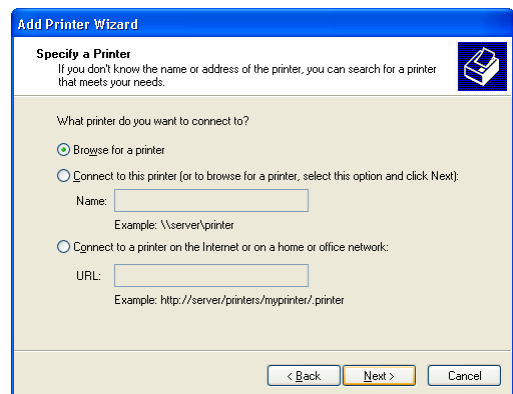 Add Printer Wizard
Specify a Printer
If you don't know the name or address of the printer, you can search for a printer
that meets your needs.
What printer do you want to connect to?
Browse for a printer
Connect to this printer (or to browse for a printer, select this option and click Next):
Name:
Example: \\server\printer
Connect to a printer on the Internet or on a home or office network:
URL:
Example: http://server/printers/myprinter/.printer
< Back Next > Cancel